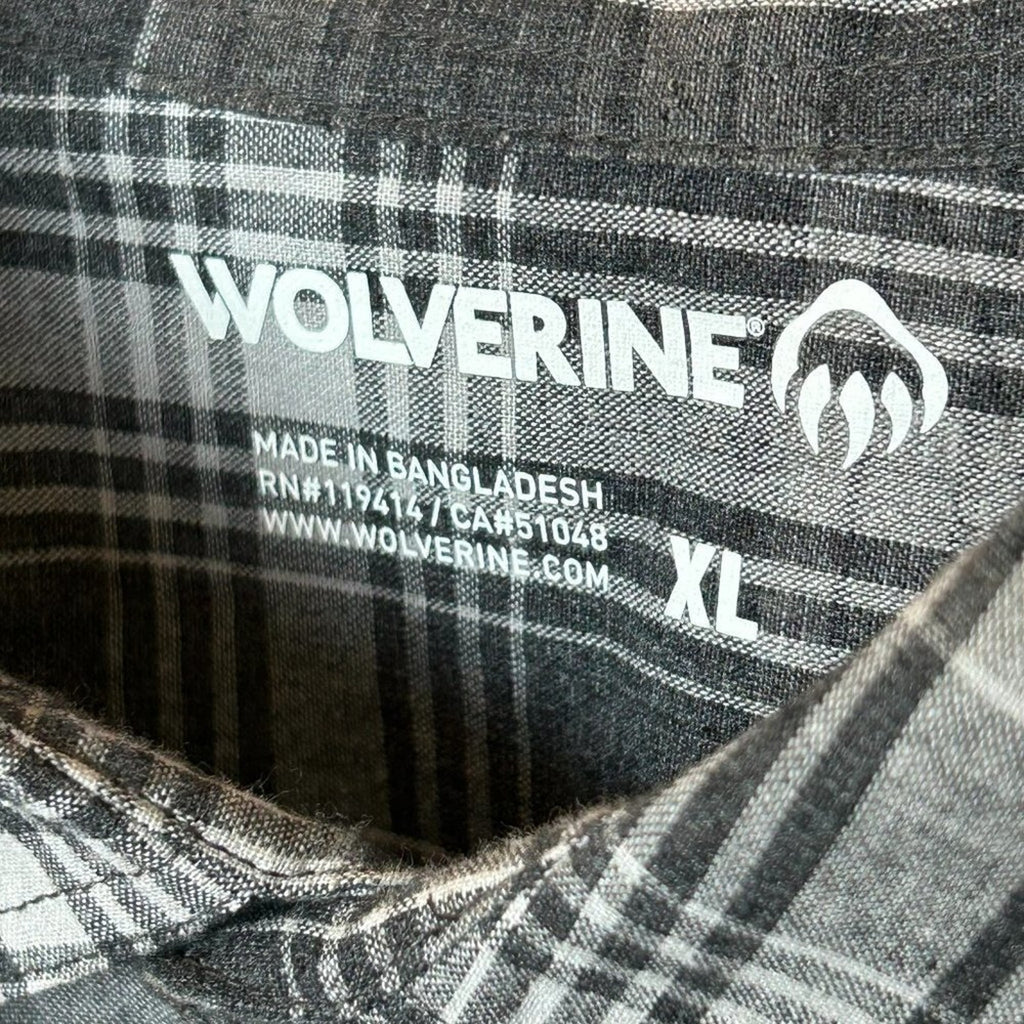 WOLVERINE®
MADE IN BANGLADESH
RN#119414 / CA#51048
WWW.WOLVERINE.COM
XL